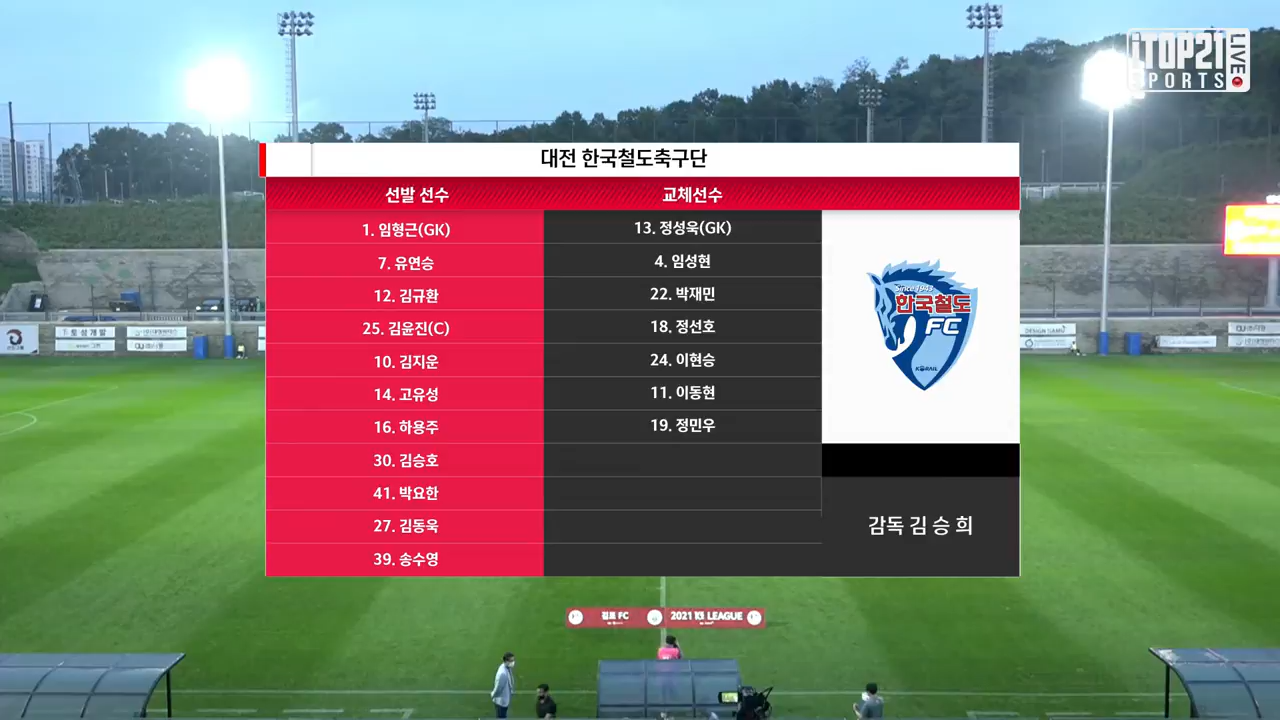 iTOP21
SPORTS
LIVE
대전 한국철도축구단
선발 선수
교체선수
1. 임형근(GK)
13. 정성욱(GK)
7. 유연승
4. 임성현
12. 김규환
22. 박재민
25. 김윤진(C)
18. 정선호
10. 김지운
24. 이현승
14. 고유성
11. 이동현
16. 하용주
19. 정민우
30. 김승호
41. 박요한
27. 김동욱
39. 송수영
Since 1943
한국철도
FC
KORAIL
감독 김 승 희
김포 FC
2021 K3 LEAGUE